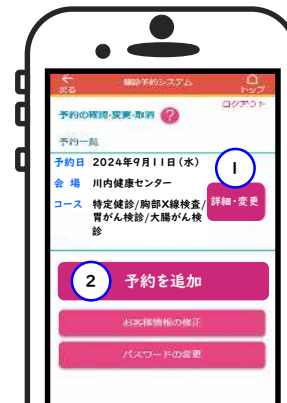 ← 健診予約システム
戻る トップ
ログアウト
予約の確認・変更・取消 ?
予約一覧
予約日 2024年9月11日(水)
会 場 川内健康センター
コース 特定健診/胸部X線検査/
胃がん検診/大腸がん検
診
1
詳細・変更
2 予約を追加
お客様情報の修正
パスワードの変更